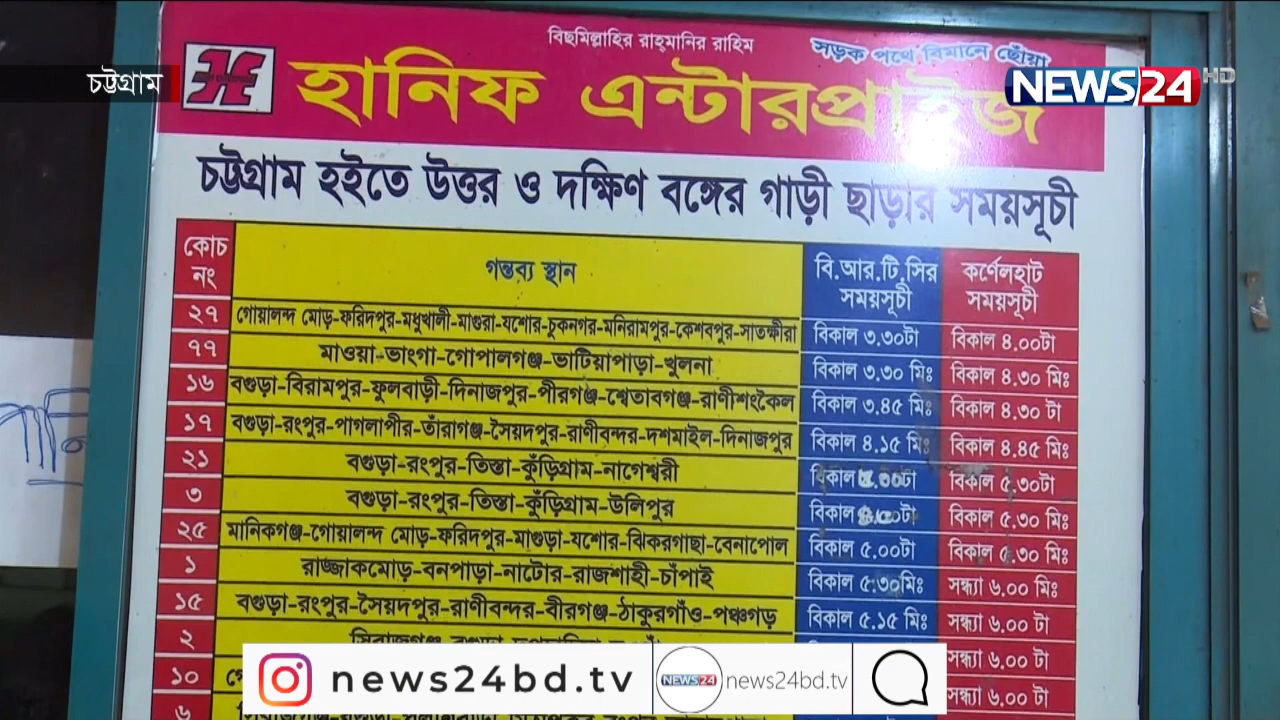 বিছমিল্লাহির রাহ্মানির রাহিম
সড়ক পথে বিমানে ছোঁয়া
চট্টগ্রাম
হানিফ এন্টারপ্রাইজ
NEWS24 HD
চট্টগ্রাম হইতে উত্তর ও দক্ষিণ বঙ্গের গাড়ী ছাড়ার সময়সূচী
কোচ নং গন্তব্য স্থান বি.আর.টি.সির সময়সূচী কর্ণেলহাট সময়সূচী
২৭ গোয়ালন্দ মোড়-ফরিদপুর-মধুখালী-মাগুরা-যশোর-চুকনগর-মনিরামপুর-কেশবপুর-সাতক্ষীরা বিকাল ৩.৩০টা বিকাল ৪.০০টা
৭৭ মাওয়া-ভাংগা-গোপালগঞ্জ-ভাটিয়াপাড়া-খুলনা বিকাল ৩.৩০ মিঃ বিকাল ৪.৩০ মিঃ
১৬ বগুড়া-বিরামপুর-ফুলবাড়ী-দিনাজপুর-পীরগঞ্জ-শ্বেতাবগঞ্জ-রাণীশংকৈল বিকাল ৩.৪৫ মিঃ বিকাল ৪.৩০ টা
১৭ বগুড়া-রংপুর-পাগলাপীর-তাঁরাগঞ্জ-সৈয়দপুর-রাণীবন্দর-দশমাইল-দিনাজপুর বিকাল ৪.১৫ মিঃ বিকাল ৪.৪৫ মিঃ
২১ বগুড়া-রংপুর-তিস্তা-কুঁড়িগ্রাম-নাগেশ্বরী বিকাল বিকাল ৫.৩০টা
৩ বগুড়া-রংপুর-তিস্তা-কুঁড়িগ্রাম-উলিপুর বিকাল বিকাল ৫.৩০ মিঃ
২৫ মানিকগঞ্জ-গোয়ালন্দ মোড়-ফরিদপুর-মাগুড়া-যশোর-ঝিকরগাছা-বেনাপোল বিকাল ৫.০০টা বিকাল ৫.৩০ মিঃ
১ রাজ্জাকমোড়-বনপাড়া-নাটোর-রাজশাহী-চাঁপাই বিকাল ৫.৩০মিঃ সন্ধ্যা ৬.০০ মিঃ
১৫ বগুড়া-রংপুর-সৈয়দপুর-রাণীবন্দর-বীরগঞ্জ-ঠাকুরগাঁও-পঞ্চগড় বিকাল ৫.১৫ মিঃ সন্ধ্যা ৬.০০ টা
২ সন্ধ্যা ৬.০০ টা
১০ সন্ধ্যা ৬.০০ টা
৬
news24bd.tv NEWS24 news24bd.tv